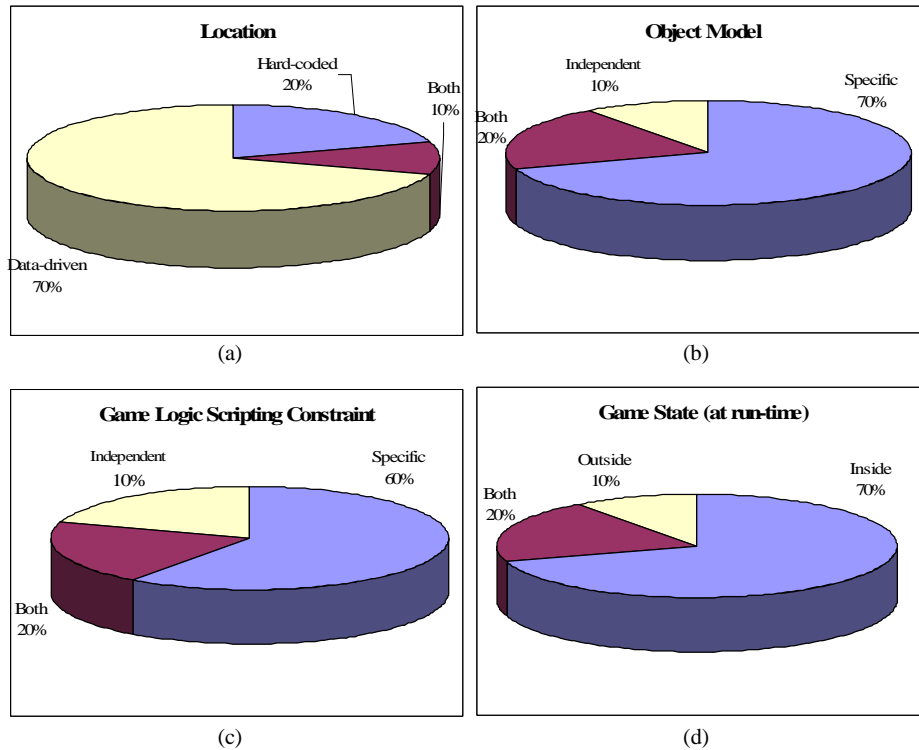 Location
Hard-coded
20%
Both
10%
Data-driven
70%
(a)
Object Model
Independent
10%
Specific
70%
Both
20%
(b)
Game Logic Scripting Constraint
Independent
10%
Specific
60%
Both
20%
(c)
Game State (at run-time)
Outside
10%
Inside
70%
Both
20%
(d)